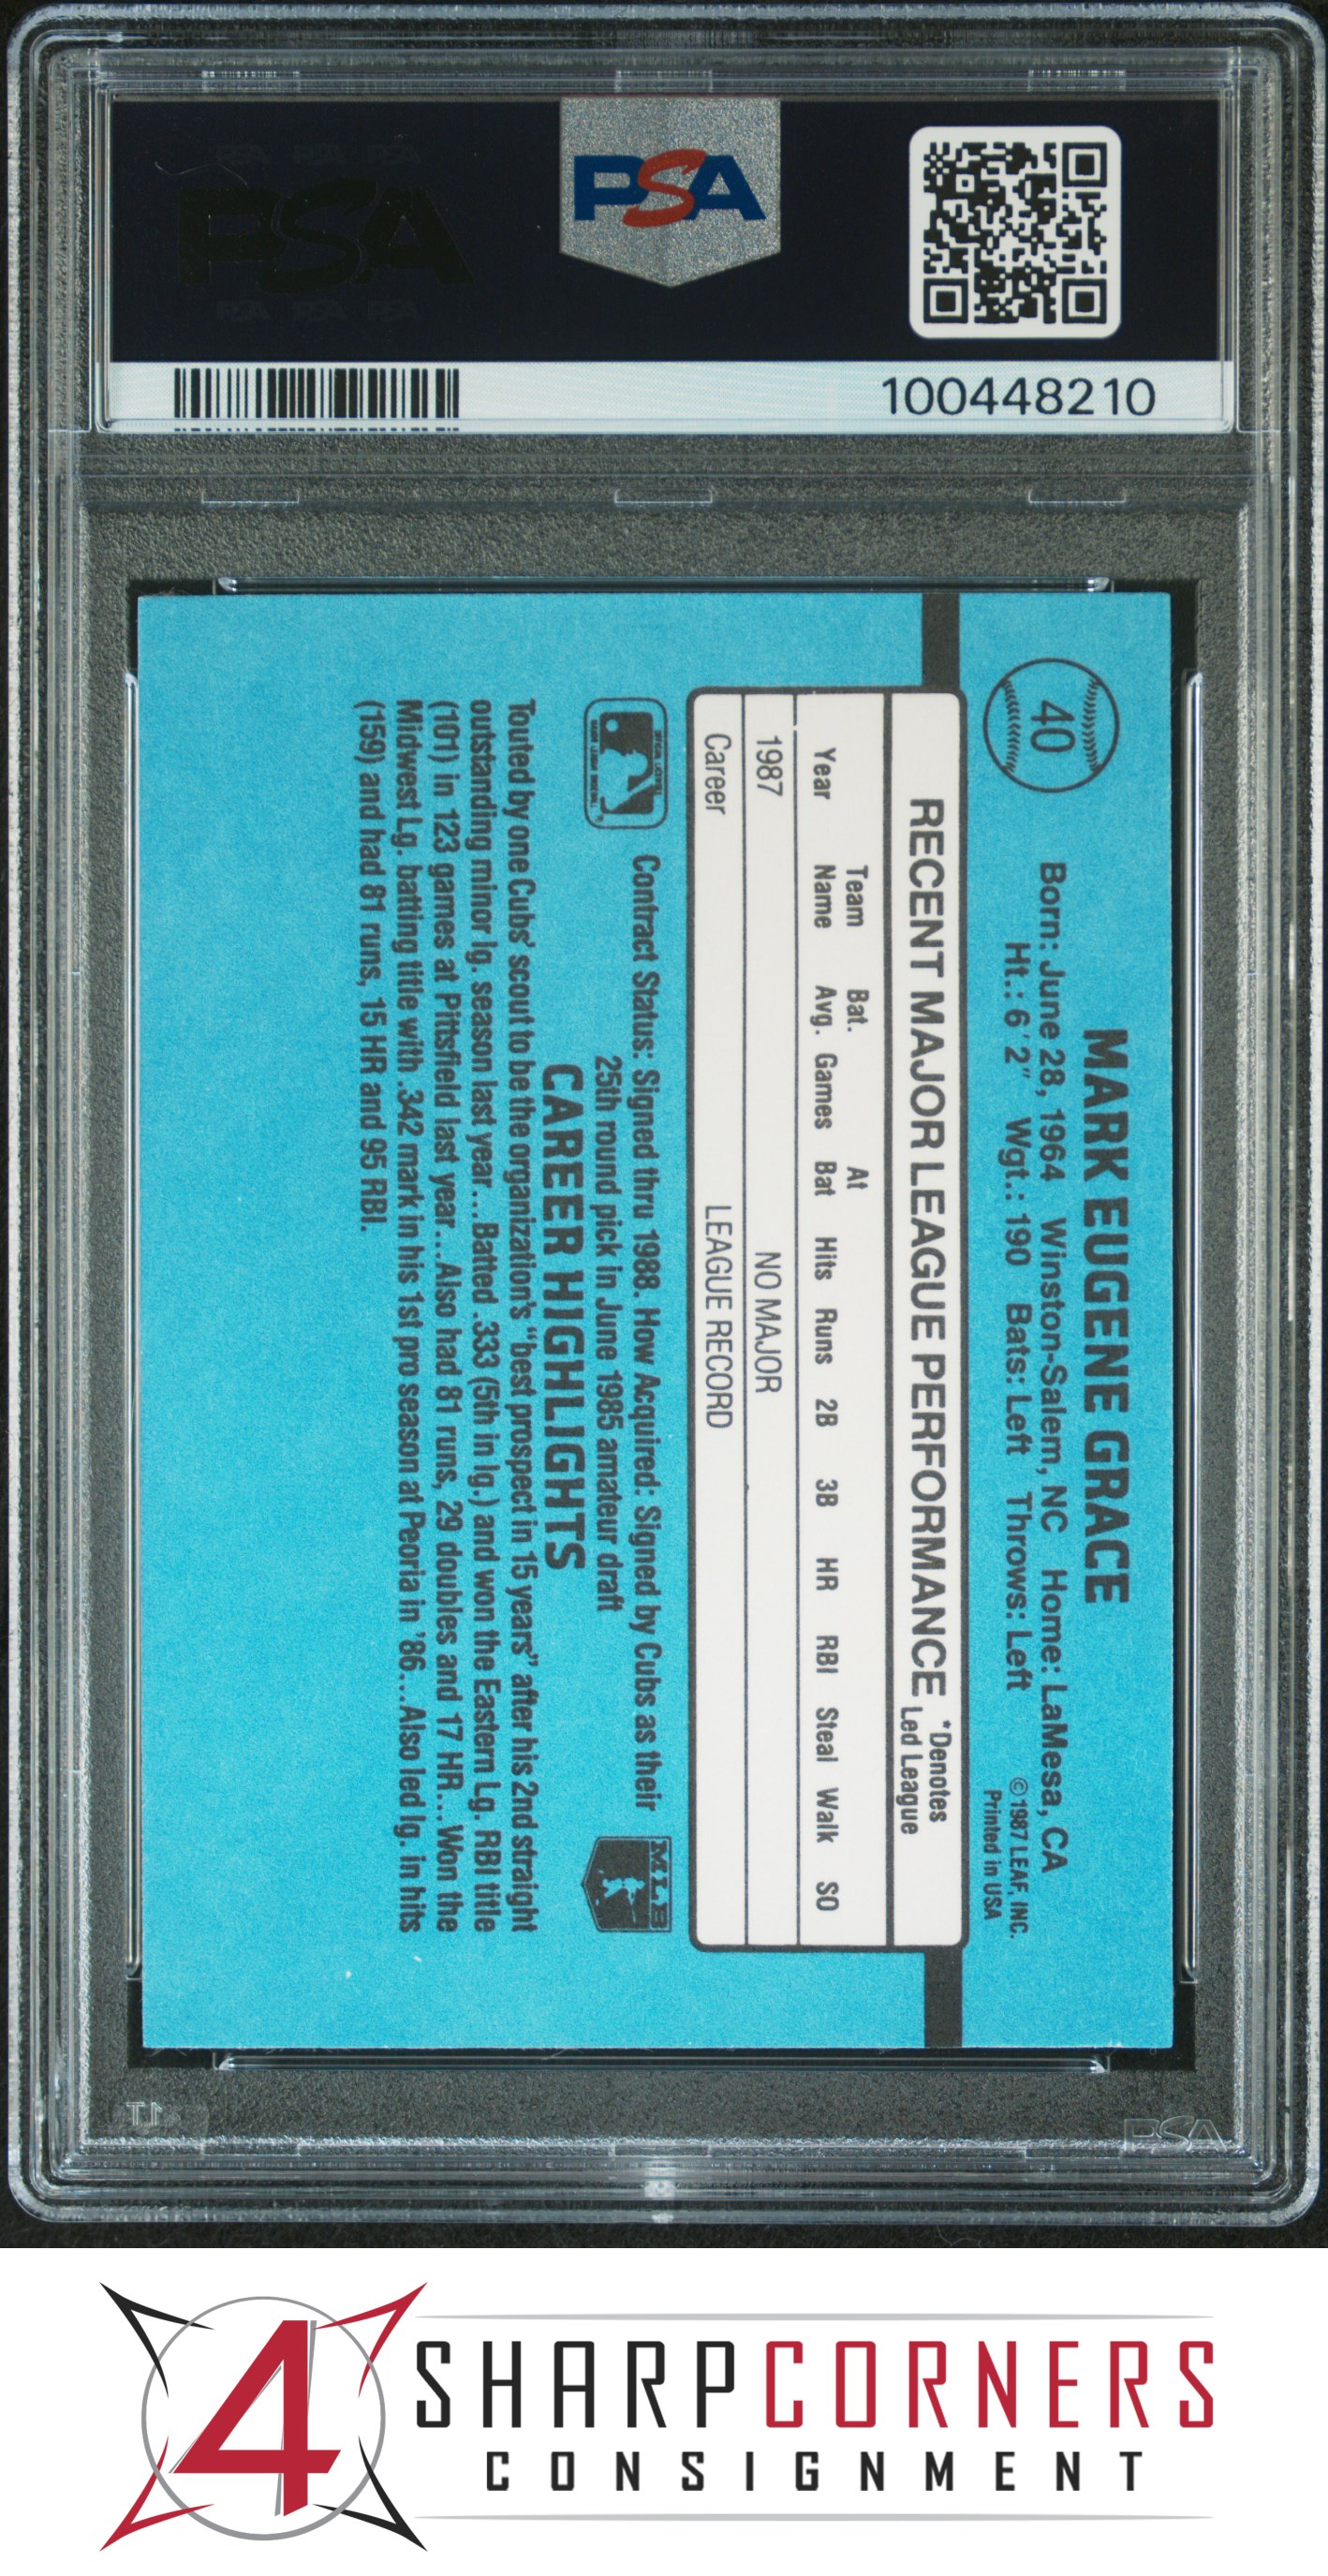 PSA
PSA PSA PSA
PSA
PSA PSA PSA
100448210
40
MARK EUGENE GRACE
Born: June 28, 1964 Winston-Salem, NC Home: LaMesa, CA
Ht.: 6'2" Wgt.: 190 Bats: Left Throws: Left
©1987 LEAF, INC.
Printed in USA
RECENT MAJOR LEAGUE PERFORMANCE
*Denotes
Led League
Year Team Name Bat. Avg. Games At Bat Hits Runs 2B 3B HR RBI Steal Walk SO
1987 NO MAJOR
Career LEAGUE RECORD
Contract Status: Signed thru 1988. How Acquired: Signed by Cubs as their
25th round pick in June 1985 amateur draft
MLB
CAREER HIGHLIGHTS
Touted by one Cubs' scout to be the organization's "best prospect in 15 years" after his 2nd straight
outstanding minor lg. season last year...Batted .333 (5th in lg.) and won the Eastern Lg. RBI title
(101) in 123 games at Pittsfield last year...Also had 81 runs, 29 doubles and 17 HR...Won the
Midwest Lg. batting title with .342 mark in his 1st pro season at Peoria in '86...Also led lg. in hits
(159) and had 81 runs, 15 HR and 95 RBI.
PSA
4
SHARPCORNERS
CONSIGNMENT